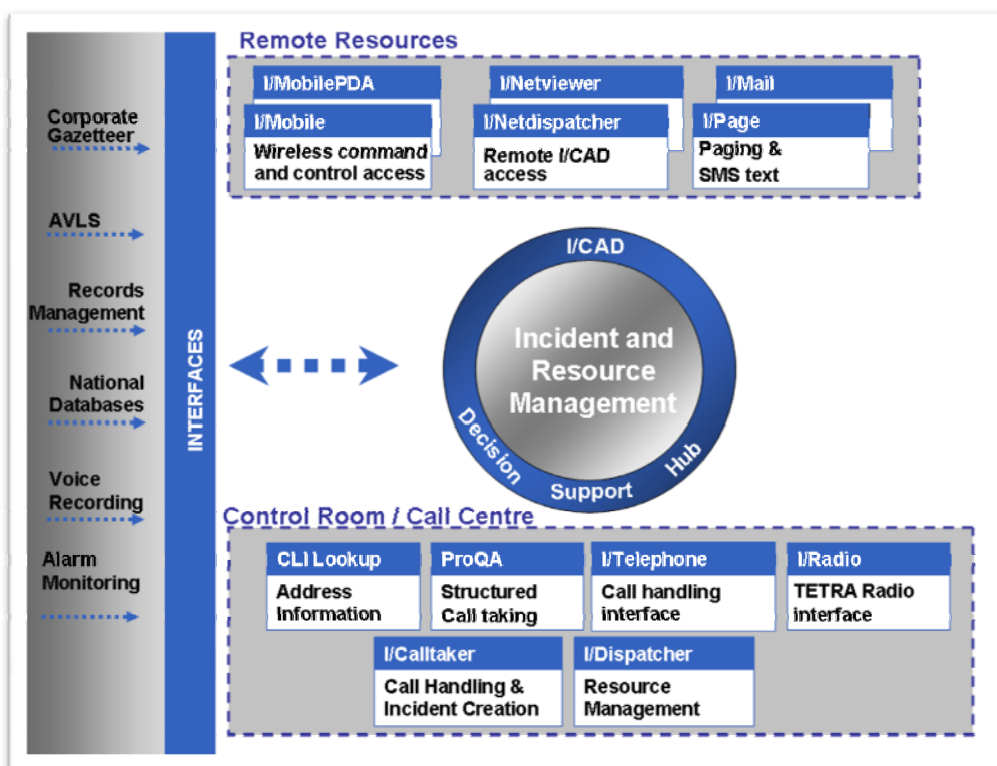 Remote Resources
I/MobilePDA
I/Netviewer
I/Mail
I/Mobile
Wireless command
and control access
I/Netdispatcher
Remote I/CAD
access
I/Page
Paging &
SMS text
Corporate
Gazetteer
AVLS
Records
Management
National
Databases
Voice
Recording
Alarm
Monitoring
INTERFACES
I/CAD
Incident and
Resource
Management
Decision
Support
Hub
Control Room / Call Centre
CLI Lookup
Address
Information
ProQA
Structured
Call taking
I/Telephone
Call handling
interface
I/Radio
TETRA Radio
interface
I/Calltaker
Call Handling &
Incident Creation
I/Dispatcher
Resource
Management